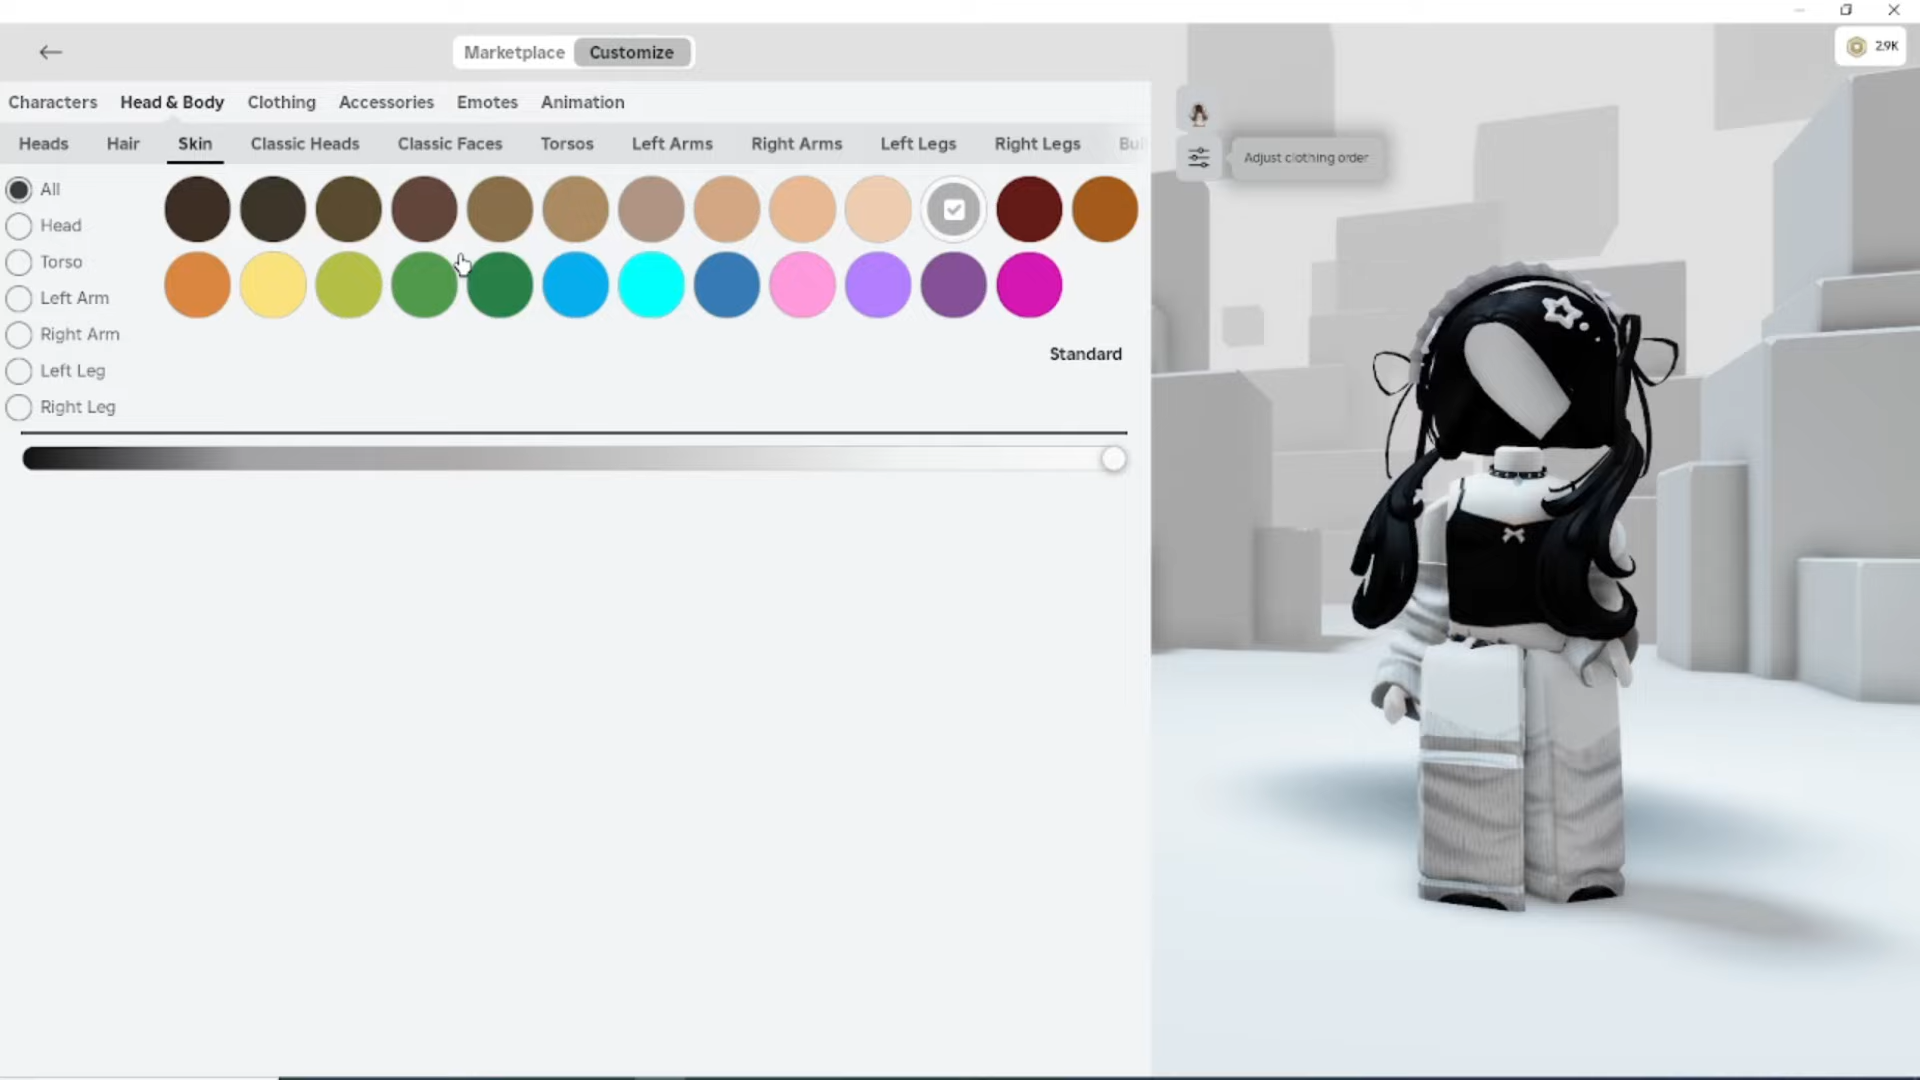 Marketplace Customize
29K
Characters Head & Body Clothing Accessories Emotes Animation
Heads Hair Skin Classic Heads Classic Faces Torsos Left Arms Right Arms Left Legs Right Legs
Adjust clothing order
All
Head
Torso
Left Arm
Right Arm
Left Leg
Right Leg
Standard